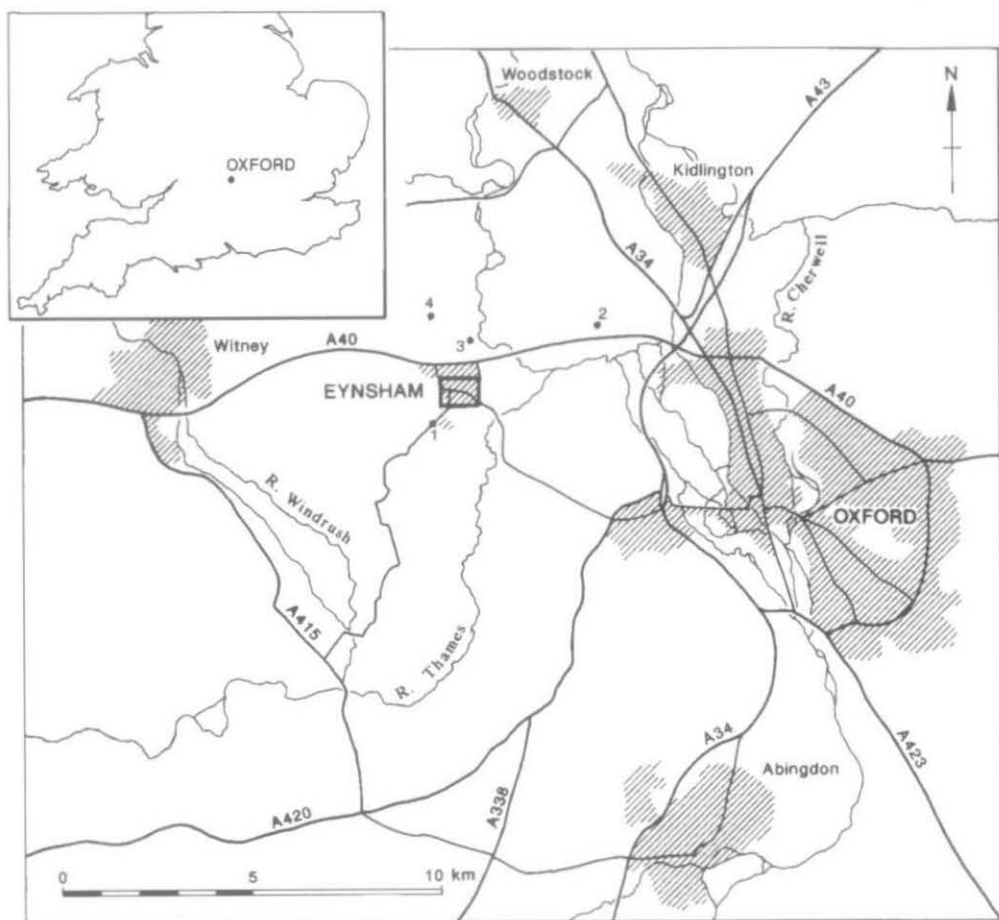 OXFORD
Woodstock
N
A43
Kidlington
A34
R. Cherwell
4
2
3
Witney
A40
EYNSHAM
A40
1
R. Windrush
OXFORD
A415
R. Thames
A34
A423
Abingdon
A338
A420
0 5 10 km